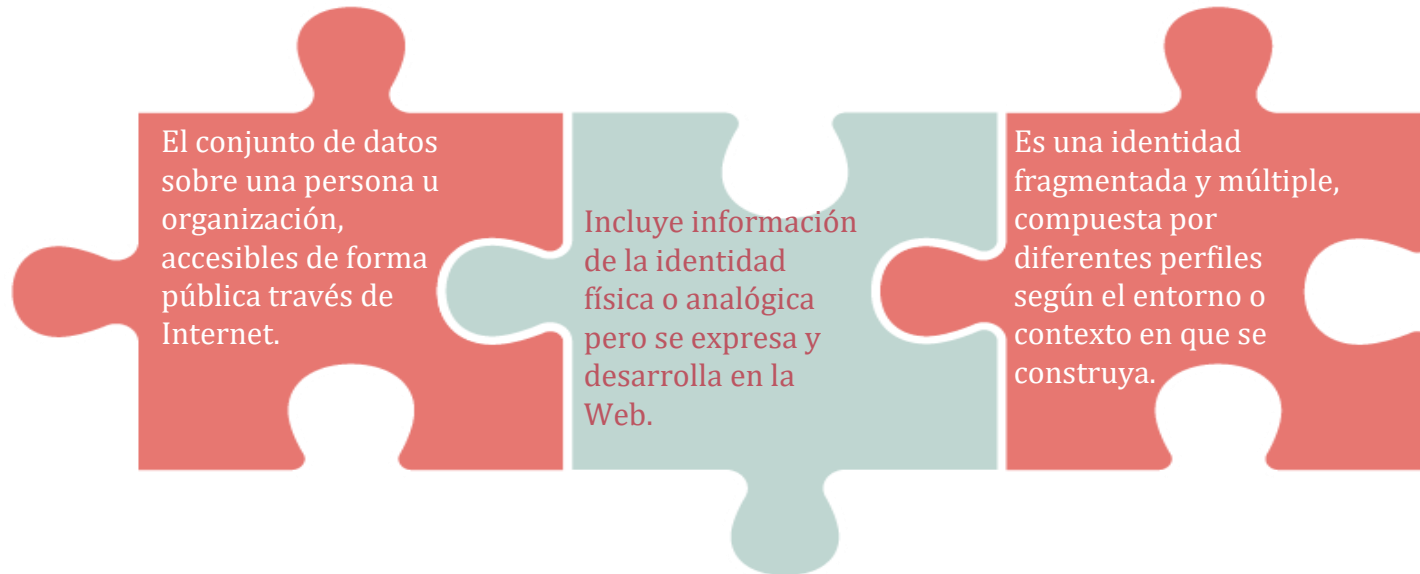 El conjunto de datos
sobre una persona u
organización,
accesibles de forma
pública través de
Internet.
Incluye información
de la identidad
física o analógica
pero se expresa y
desarrolla en la
Web.
Es una identidad
fragmentada y múltiple,
compuesta por
diferentes perfiles
según el entorno o
contexto en que se
construya.